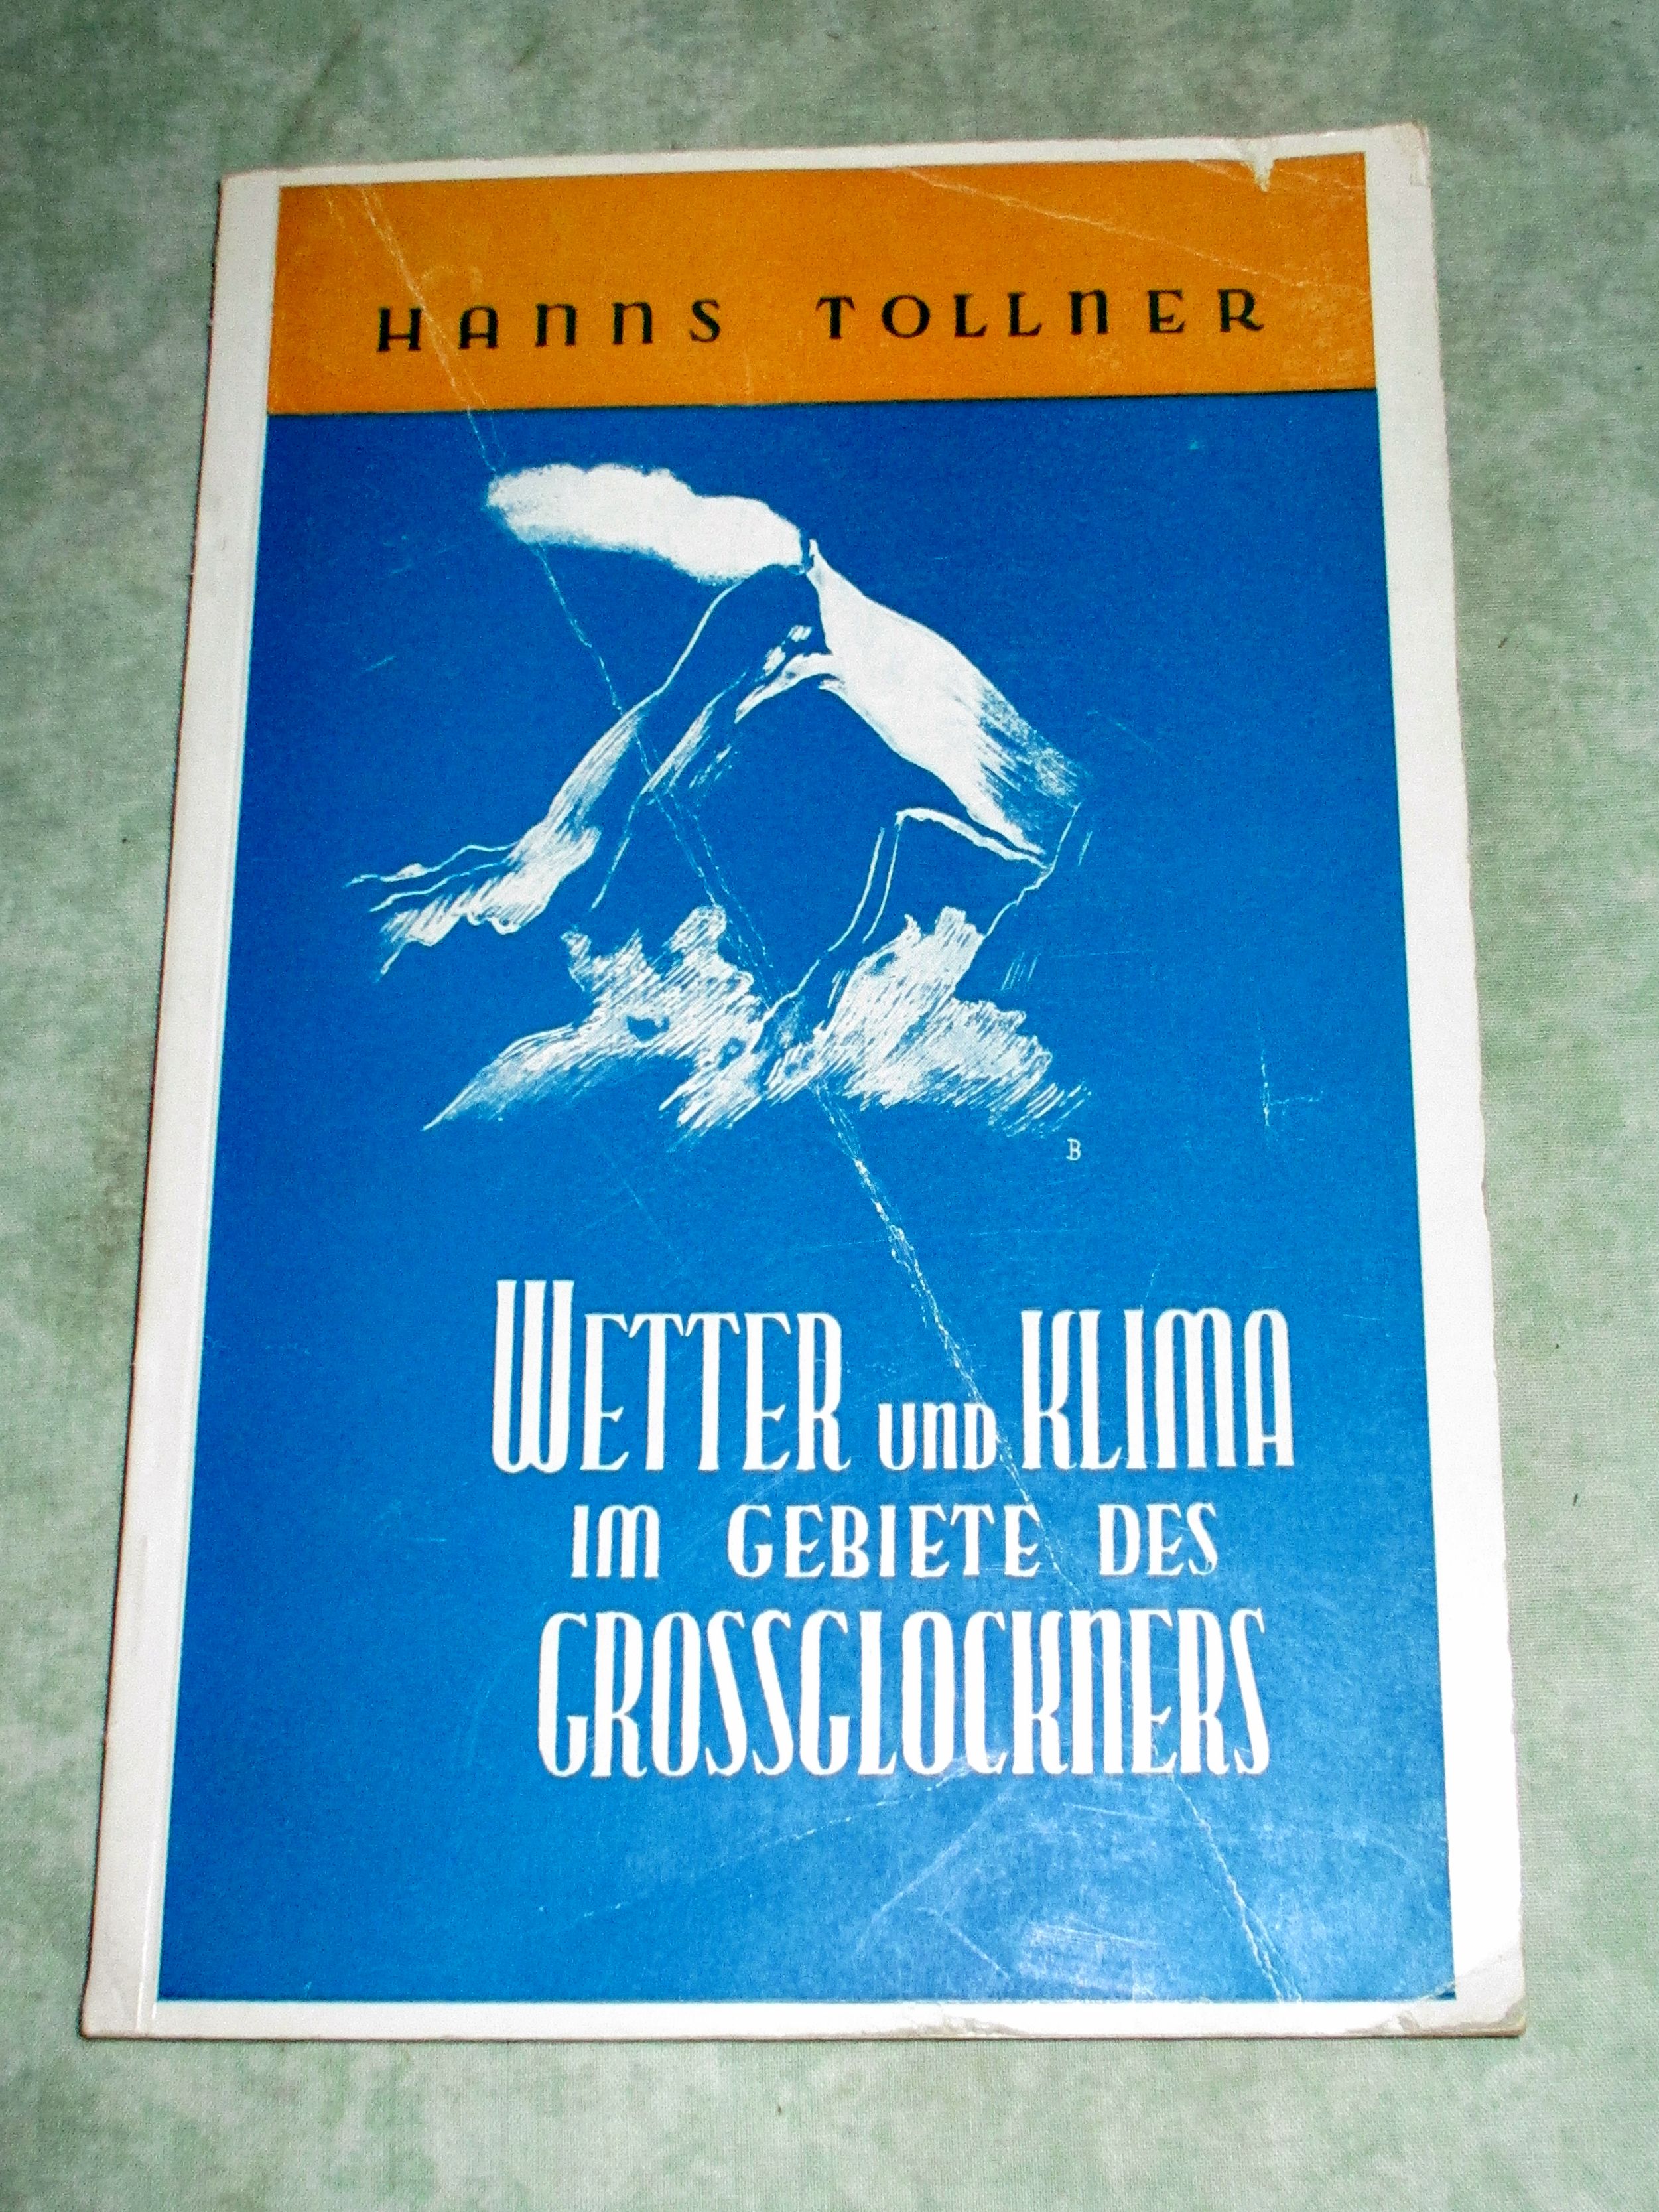 HANNS TOLLNER
B
WETTER UND KLIMA
IM GEBIETE DES
GROSSGLOCKNERS